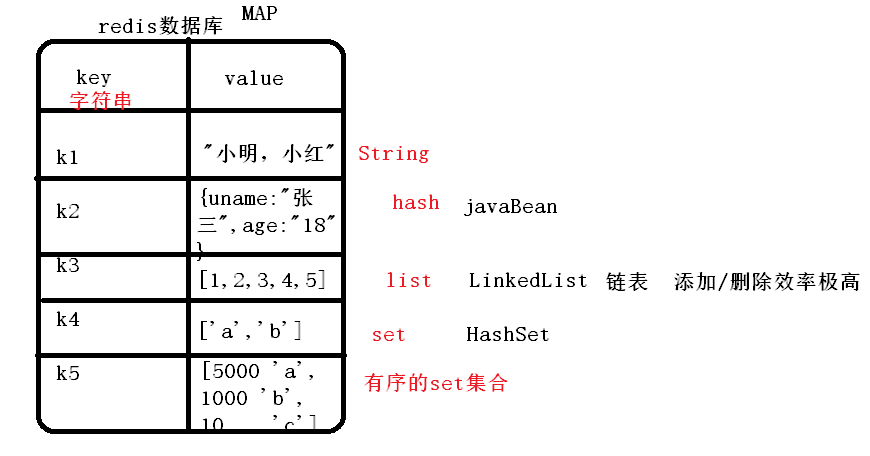 MAP
redis数据库
key value
字符串
k1 "小明，小红" String
k2 {uname:"张
三",age:"18"
} hash javaBean
k3 [1,2,3,4,5] list LinkedList 链表 添加/删除效率极高
k4 ['a','b'] set HashSet
k5 [5000 'a',
1000 'b',
10 'c'] 有序的set集合